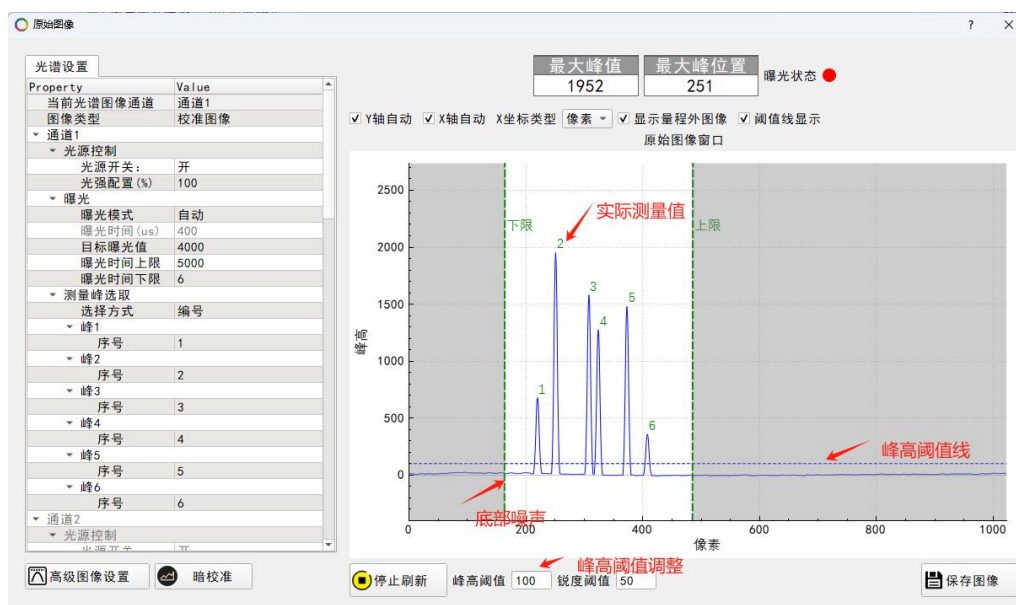 原始图像
? ×
光谱设置
Property Value
当前光谱图像通道 通道1
图像类型 校准图像
通道1
光源控制
光源开关: 开
光强配置(%) 100
曝光
曝光模式 自动
曝光时间(us) 400
目标曝光值 4000
曝光时间上限 5000
曝光时间下限 6
测量峰选取
选择方式 编号
峰1
序号 1
峰2
序号 2
峰3
序号 3
峰4
序号 4
峰5
序号 5
峰6
序号 6
通道2
光源控制
高级图像设置
暗校准
最大峰值 最大峰位置
1952 251
曝光状态
Y轴自动 X轴自动 X坐标类型 像素 显示量程外图像 阈值线显示
原始图像窗口
2500
2000
1500
1000
500
0
峰高
下限
上限
实际测量值
1
2
3
4
5
6
峰高阈值线
底部噪声
0 200 400 600 800 1000
像素
峰高阈值调整
停止刷新 峰高阈值 100 锐度阈值 50
保存图像